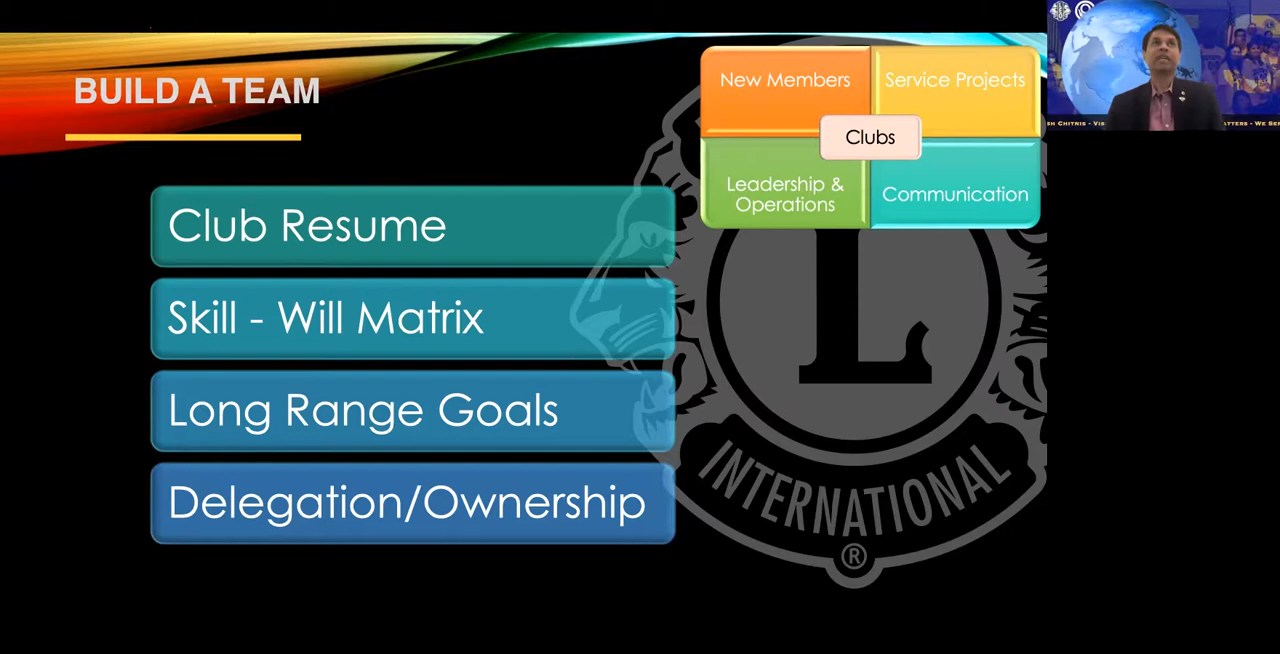 BUILD A TEAM
New Members
Service Projects
Clubs
Leadership &
Operations
Communication
Club Resume
Skill - Will Matrix
Long Range Goals
Delegation/Ownership
L
INTERNATIONAL
®
CHITNIS